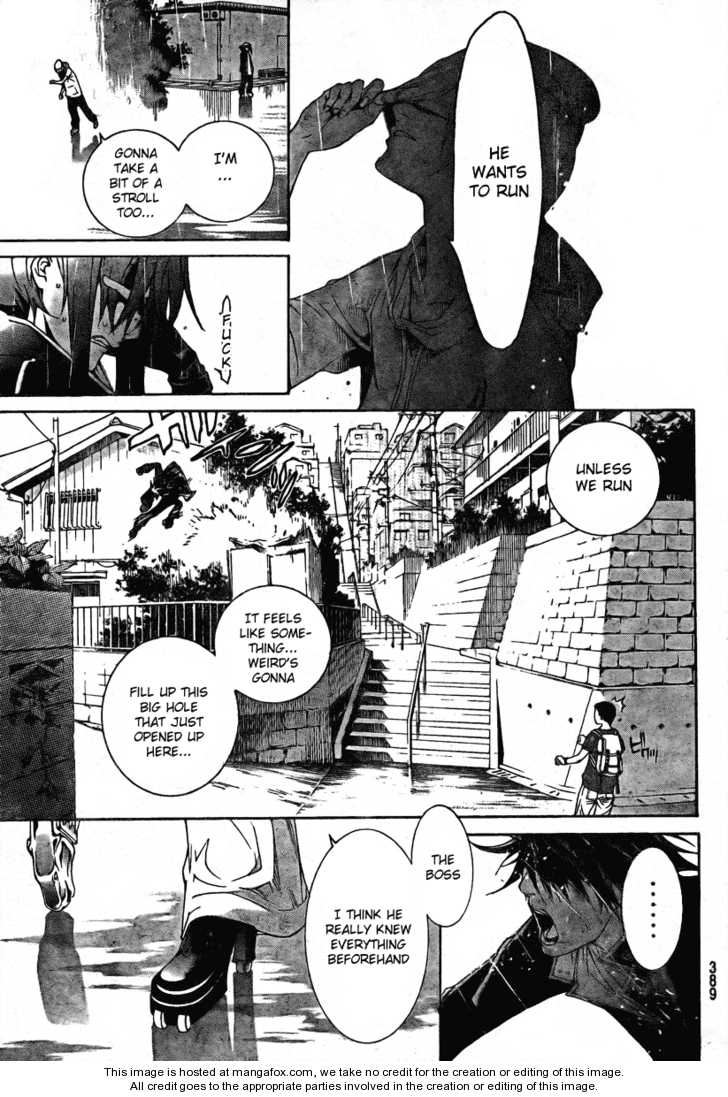 HE
WANTS
TO RUN
I'M
...
GONNA
TAKE A
BIT OF A
STROLL
TOO...
FUCK
UNLESS
WE RUN
IT FEELS
LIKE SOME-
THING...
WEIRD'S
GONNA
FILL UP THIS
BIG HOLE
THAT JUST
OPENED UP
HERE...
......
THE
BOSS
I THINK HE
REALLY KNEW
EVERYTHING
BEFOREHAND
389
This image is hosted at mangafox.com, we take no credit for the creation or editing of this image.
All credit goes to the appropriate parties involved in the creation or editing of this image.